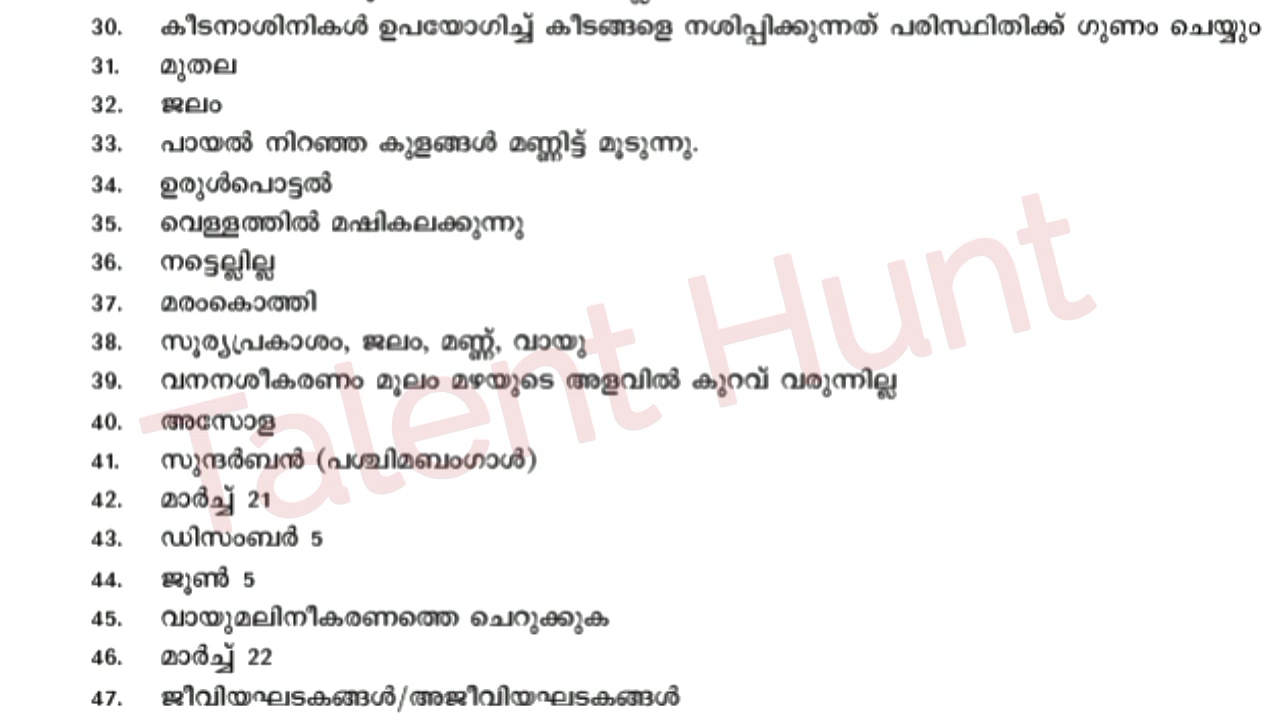 30. കീടനാശിനികൾ ഉപയോഗിച്ച് കീടങ്ങളെ നശിപ്പിക്കുന്നത് പരിസ്ഥിതിക്ക് ഗുണം ചെയ്യും
31. മുതല
32. ജലം
33. പായൽ നിറഞ്ഞ കുളങ്ങൾ മണ്ണിട്ട് മൂടുന്നു.
34. ഉരുൾപൊട്ടൽ
35. വെള്ളത്തിൽ മഷികലക്കുന്നു
36. നട്ടെല്ലില്ല
37. മരംകൊത്തി
38. സൂര്യപ്രകാശം, ജലം, മണ്ണ്, വായു
39. വനനശീകരണം മൂലം മഴയുടെ അളവിൽ കുറവ് വരുന്നില്ല
40. അസോള
41. സുന്ദർബൻ (പശ്ചിമബംഗാൾ)
42. മാർച്ച് 21
43. ഡിസംബർ 5
44. ജൂൺ 5
45. വായുമലിനീകരണത്തെ ചെറുക്കുക
46. മാർച്ച് 22
47. ജീവിയഘടകങ്ങൾ/അജീവിയഘടകങ്ങൾ
Talent Hunt